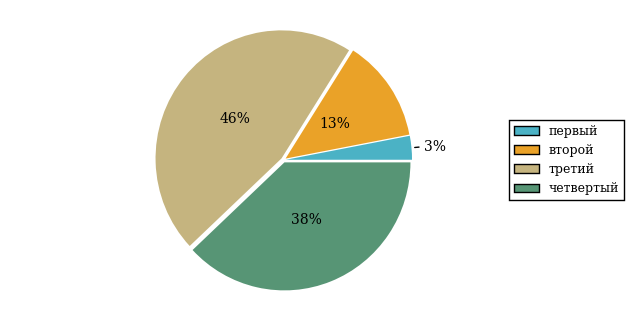 46%
13%
3%
38%
первый
второй
третий
четвертый